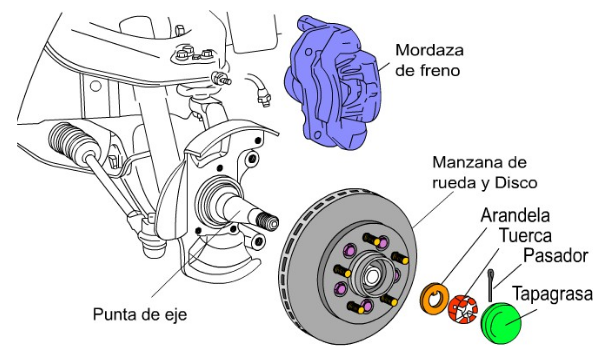 Mordaza
de freno
Manzana de
rueda y Disco
Arandela
Tuerca
Pasador
Tapagrasa
Punta de eje